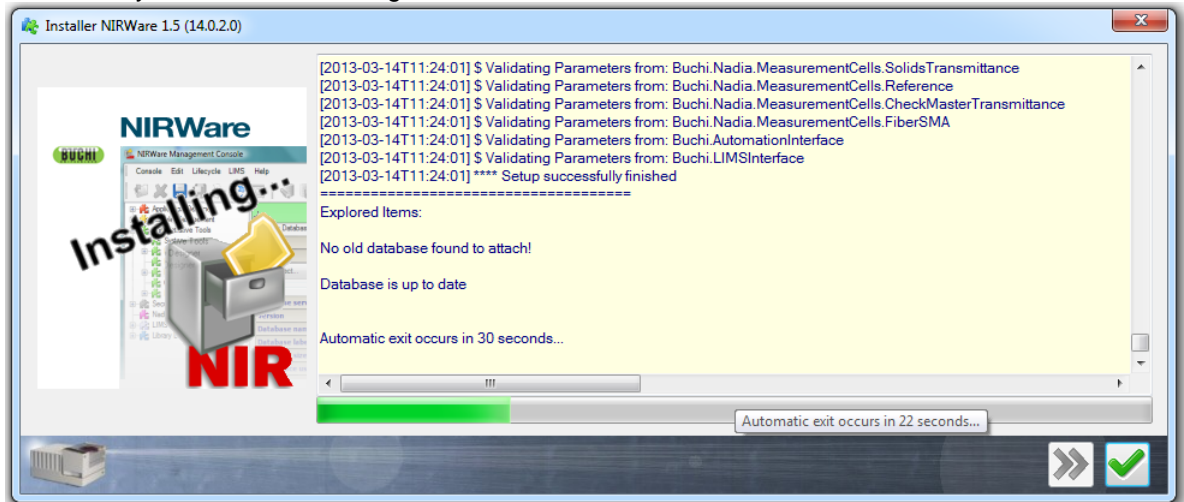 Installer NIRWare 1.5 (14.0.2.0)
[2013-03-14T11:24:01] $ Validating Parameters from: Buchi.Nadia.MeasurementCells.SolidsTransmittance
[2013-03-14T11:24:01] $ Validating Parameters from: Buchi.Nadia.MeasurementCells.Reference
[2013-03-14T11:24:01] $ Validating Parameters from: Buchi.Nadia.MeasurementCells.CheckMasterTransmittance
[2013-03-14T11:24:01] $ Validating Parameters from: Buchi.Nadia.MeasurementCells.FiberSMA
[2013-03-14T11:24:01] $ Validating Parameters from: Buchi.AutomationInterface
[2013-03-14T11:24:01] $ Validating Parameters from: Buchi.LIMSInterface
[2013-03-14T11:24:01] **** Setup successfully finished
=====================================
Explored Items:
No old database found to attach!
Database is up to date
Automatic exit occurs in 30 seconds...
Automatic exit occurs in 22 seconds...
NIRWare
BUCHI
NIRWare Management Console
Console Edit Lifecycle LIMS Help
Installing...
NIR